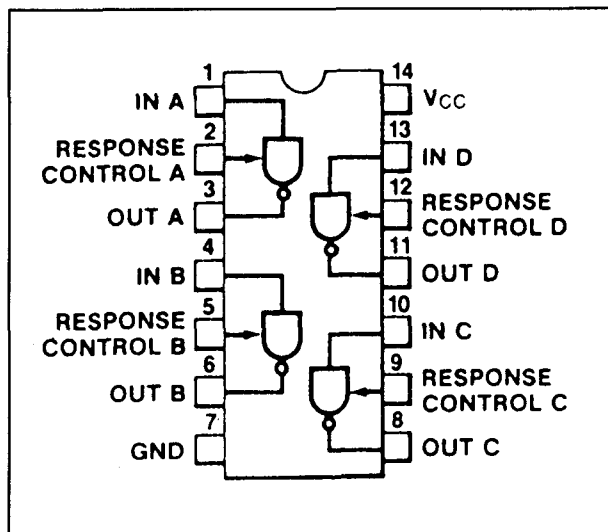 1
IN A
2
RESPONSE
CONTROL A
3
OUT A
4
IN B
5
RESPONSE
CONTROL B
6
OUT B
7
GND
14
VCC
13
IN D
12
RESPONSE
CONTROL D
11
OUT D
10
IN C
9
RESPONSE
CONTROL C
8
OUT C